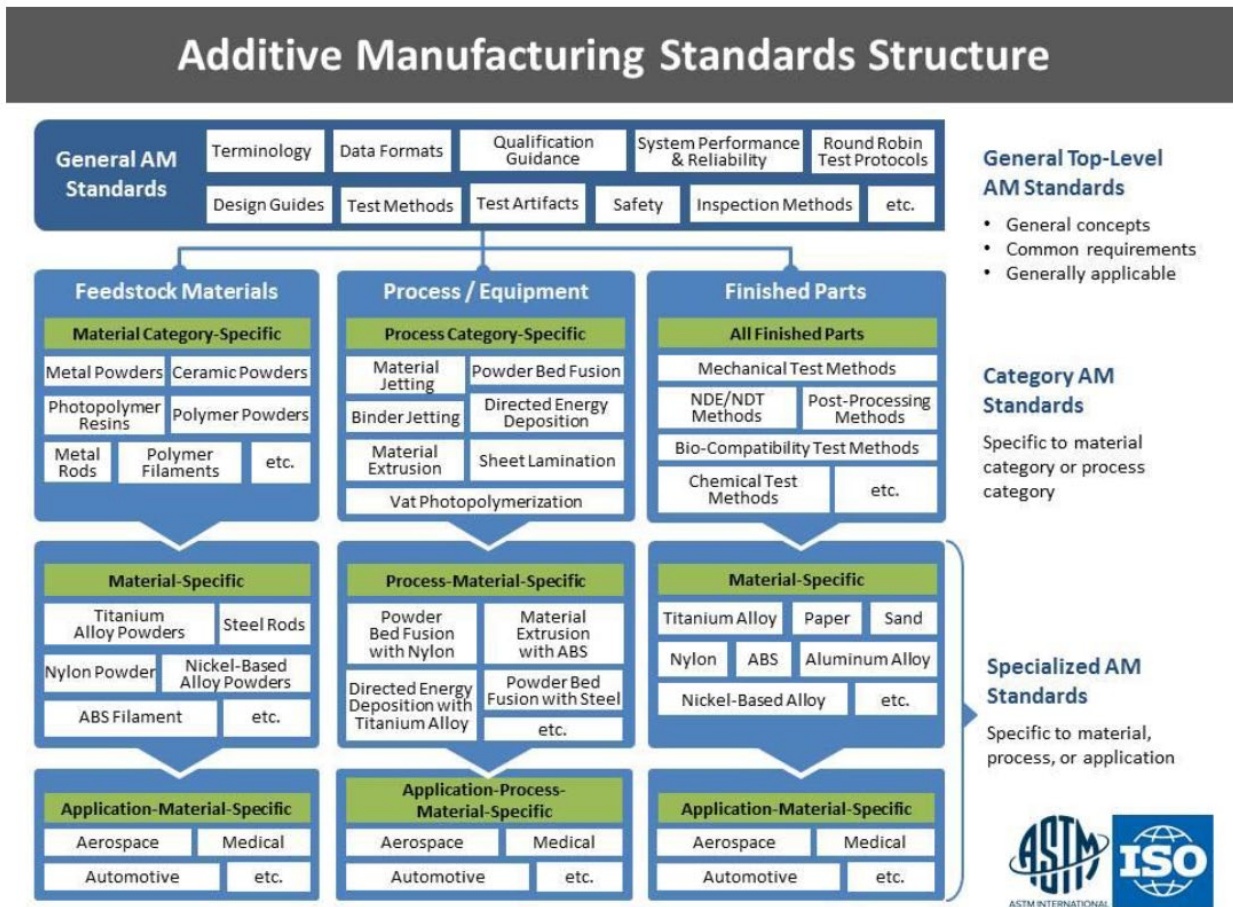 Additive Manufacturing Standards Structure
General AM
Standards
Terminology
Data Formats
Qualification
Guidance
System Performance
& Reliability
Round Robin
Test Protocols
Design Guides
Test Methods
Test Artifacts
Safety
Inspection Methods
etc.
General Top-Level
AM Standards
• General concepts
• Common requirements
• Generally applicable
Feedstock Materials
Material Category-Specific
Metal Powders
Ceramic Powders
Photopolymer
Resins
Polymer Powders
Metal
Rods
Polymer
Filaments
etc.
Process / Equipment
Process Category-Specific
Material
Jetting
Powder Bed Fusion
Binder Jetting
Directed Energy
Deposition
Material
Extrusion
Sheet Lamination
Vat Photopolymerization
Finished Parts
All Finished Parts
Mechanical Test Methods
NDE/NDT
Methods
Post-Processing
Methods
Bio-Compatibility Test Methods
Chemical Test
Methods
etc.
Category AM
Standards
Specific to material
category or process
category
Material-Specific
Titanium
Alloy Powders
Steel Rods
Nylon Powder
Nickel-Based
Alloy Powders
ABS Filament
etc.
Process-Material-Specific
Powder
Bed Fusion
with Nylon
Material
Extrusion
with ABS
Directed Energy
Deposition with
Titanium Alloy
Powder Bed
Fusion with Steel
etc.
Material-Specific
Titanium Alloy
Paper
Sand
Nylon
ABS
Aluminum Alloy
Nickel-Based Alloy
etc.
Specialized AM
Standards
Specific to material,
process, or application
Application-Material-Specific
Aerospace
Medical
Automotive
etc.
Application-Process-
Material-Specific
Aerospace
Medical
Automotive
etc.
Application-Material-Specific
Aerospace
Medical
Automotive
etc.
ASTM
ASTM INTERNATIONAL
ISO